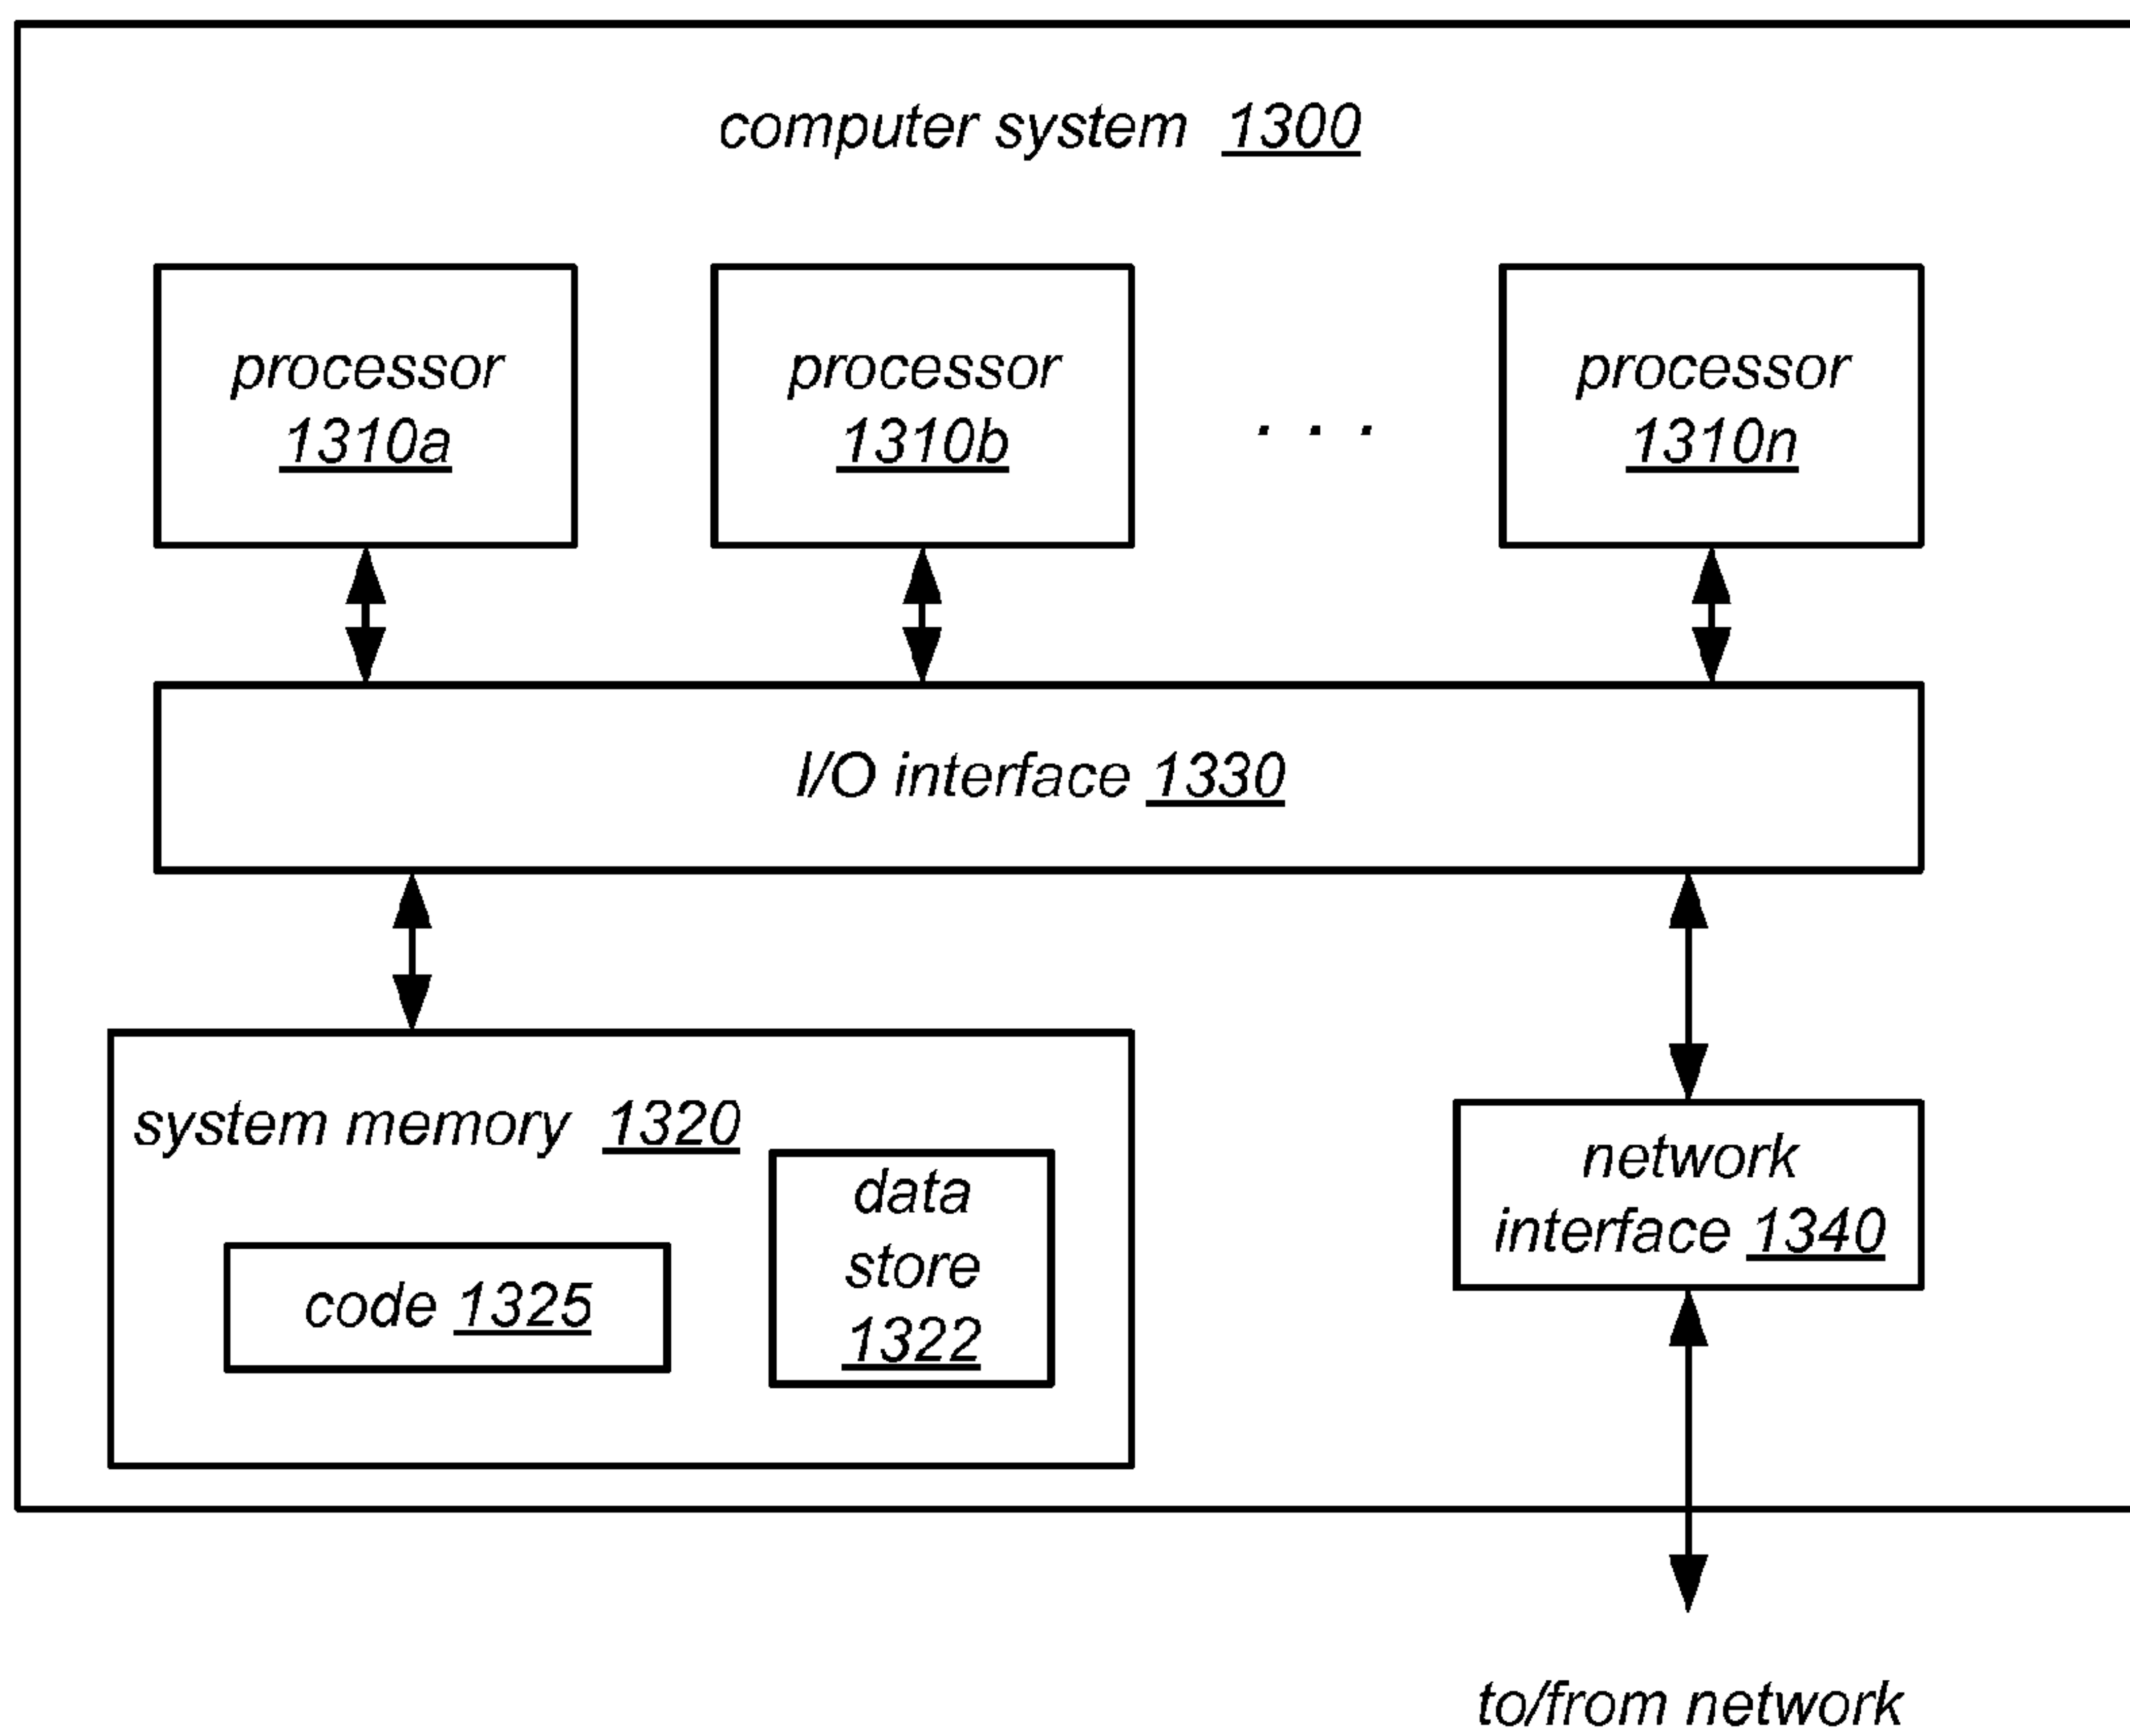 computer system 1300
processor
1310a
processor
1310b
. . .
processor
1310n
I/O interface 1330
system memory 1320
code 1325
data
store
1322
network
interface 1340
to/from network